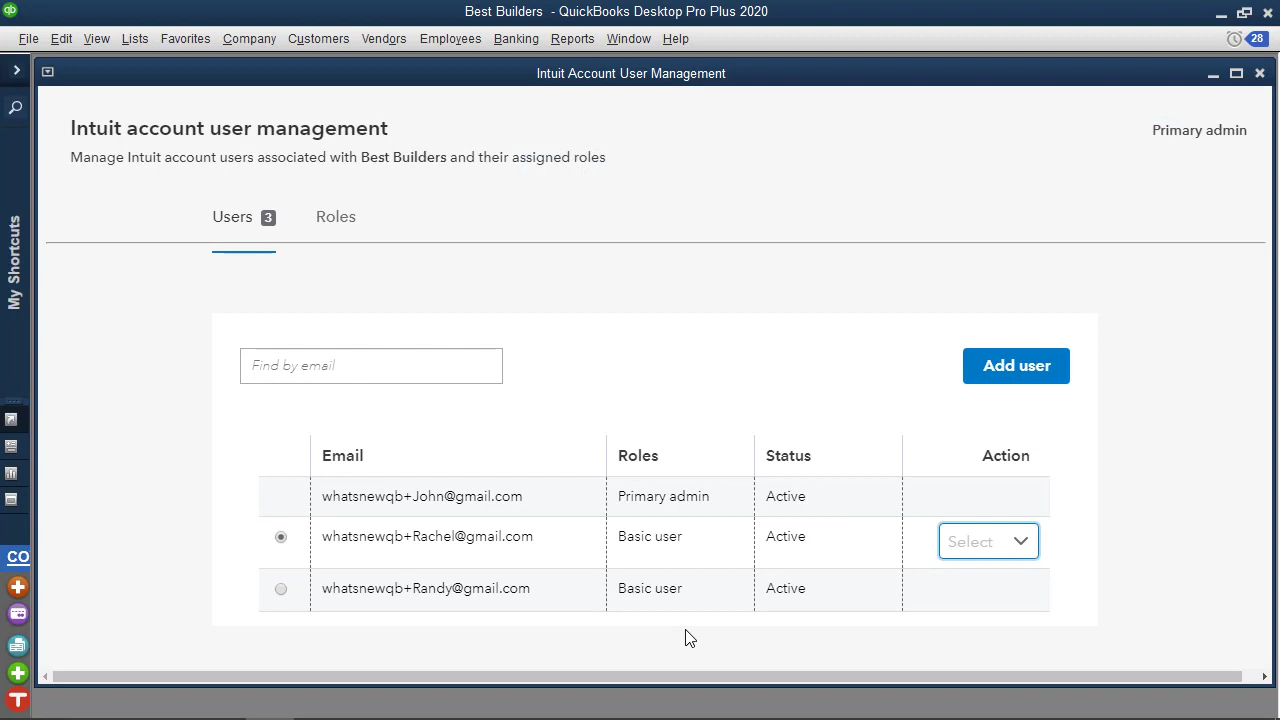 Best Builders - QuickBooks Desktop Pro Plus 2020
File Edit View Lists Favorites Company Customers Vendors Employees Banking Reports Window Help
28
Intuit Account User Management
Intuit account user management
Primary admin
Manage Intuit account users associated with Best Builders and their assigned roles
Users 3 Roles
My Shortcuts
Find by email
Add user
Email Roles Status Action
whatsnewqb+John@gmail.com Primary admin Active
whatsnewqb+Rachel@gmail.com Basic user Active Select
whatsnewqb+Randy@gmail.com Basic user Active
CO